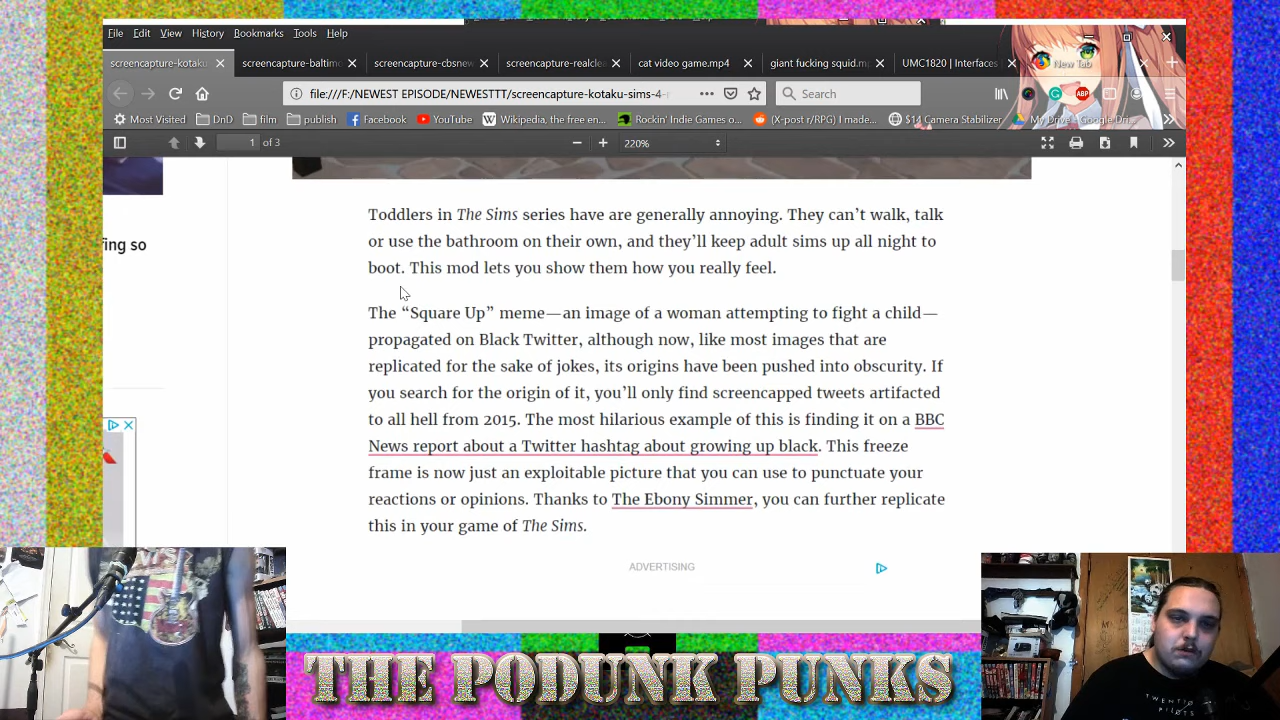 File Edit View History Bookmarks Tools Help
screencapture-kotaku screencapture-baltimo screencapture-cbsnew screencapture-realclea cat video game.mp4 giant fucking squid.mp UMC1820 | Interfaces New Tab
file:///F:/NEWEST EPISODE/NEWESTTT/screencapture-kotaku-sims-4- Search
Most Visited DnD film publish Facebook YouTube Wikipedia, the free en... Rockin' Indie Games o... (X-post r/RPG) I made... $14 Camera Stabilizer My Drive - Google Dri...
1 of 3 220%
fing so
Toddlers in The Sims series have are generally annoying. They can’t walk, talk
or use the bathroom on their own, and they’ll keep adult sims up all night to
boot. This mod lets you show them how you really feel.
The “Square Up” meme—an image of a woman attempting to fight a child—
propagated on Black Twitter, although now, like most images that are
replicated for the sake of jokes, its origins have been pushed into obscurity. If
you search for the origin of it, you’ll only find screencapped tweets artifacted
to all hell from 2015. The most hilarious example of this is finding it on a BBC
News report about a Twitter hashtag about growing up black. This freeze
frame is now just an exploitable picture that you can use to punctuate your
reactions or opinions. Thanks to The Ebony Simmer, you can further replicate
this in your game of The Sims.
ADVERTISING
THE PODUNK PUNKS
TWENTY
PILOTS